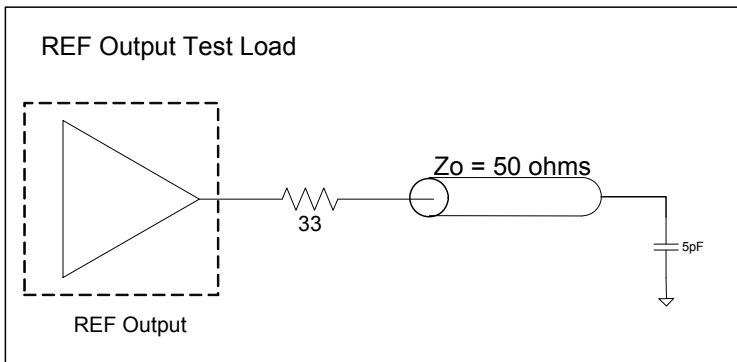 REF Output Test Load
Zo = 50 ohms
33
5pF
REF Output